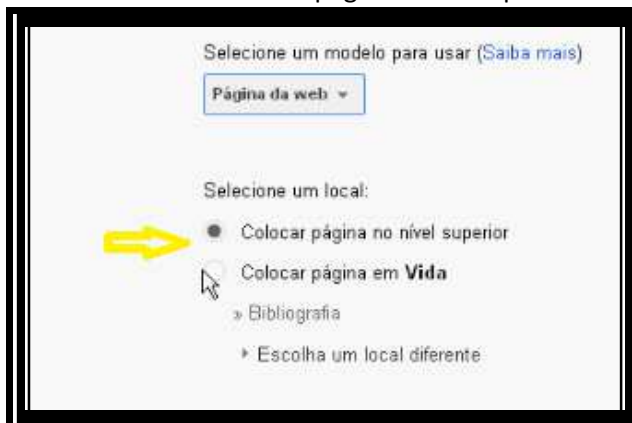 Selecione um modelo para usar (Saiba mais)
Página da web
Selecione um local:
Colocar página no nível superior
Colocar página em Vida
» Bibliografia
Escolha um local diferente